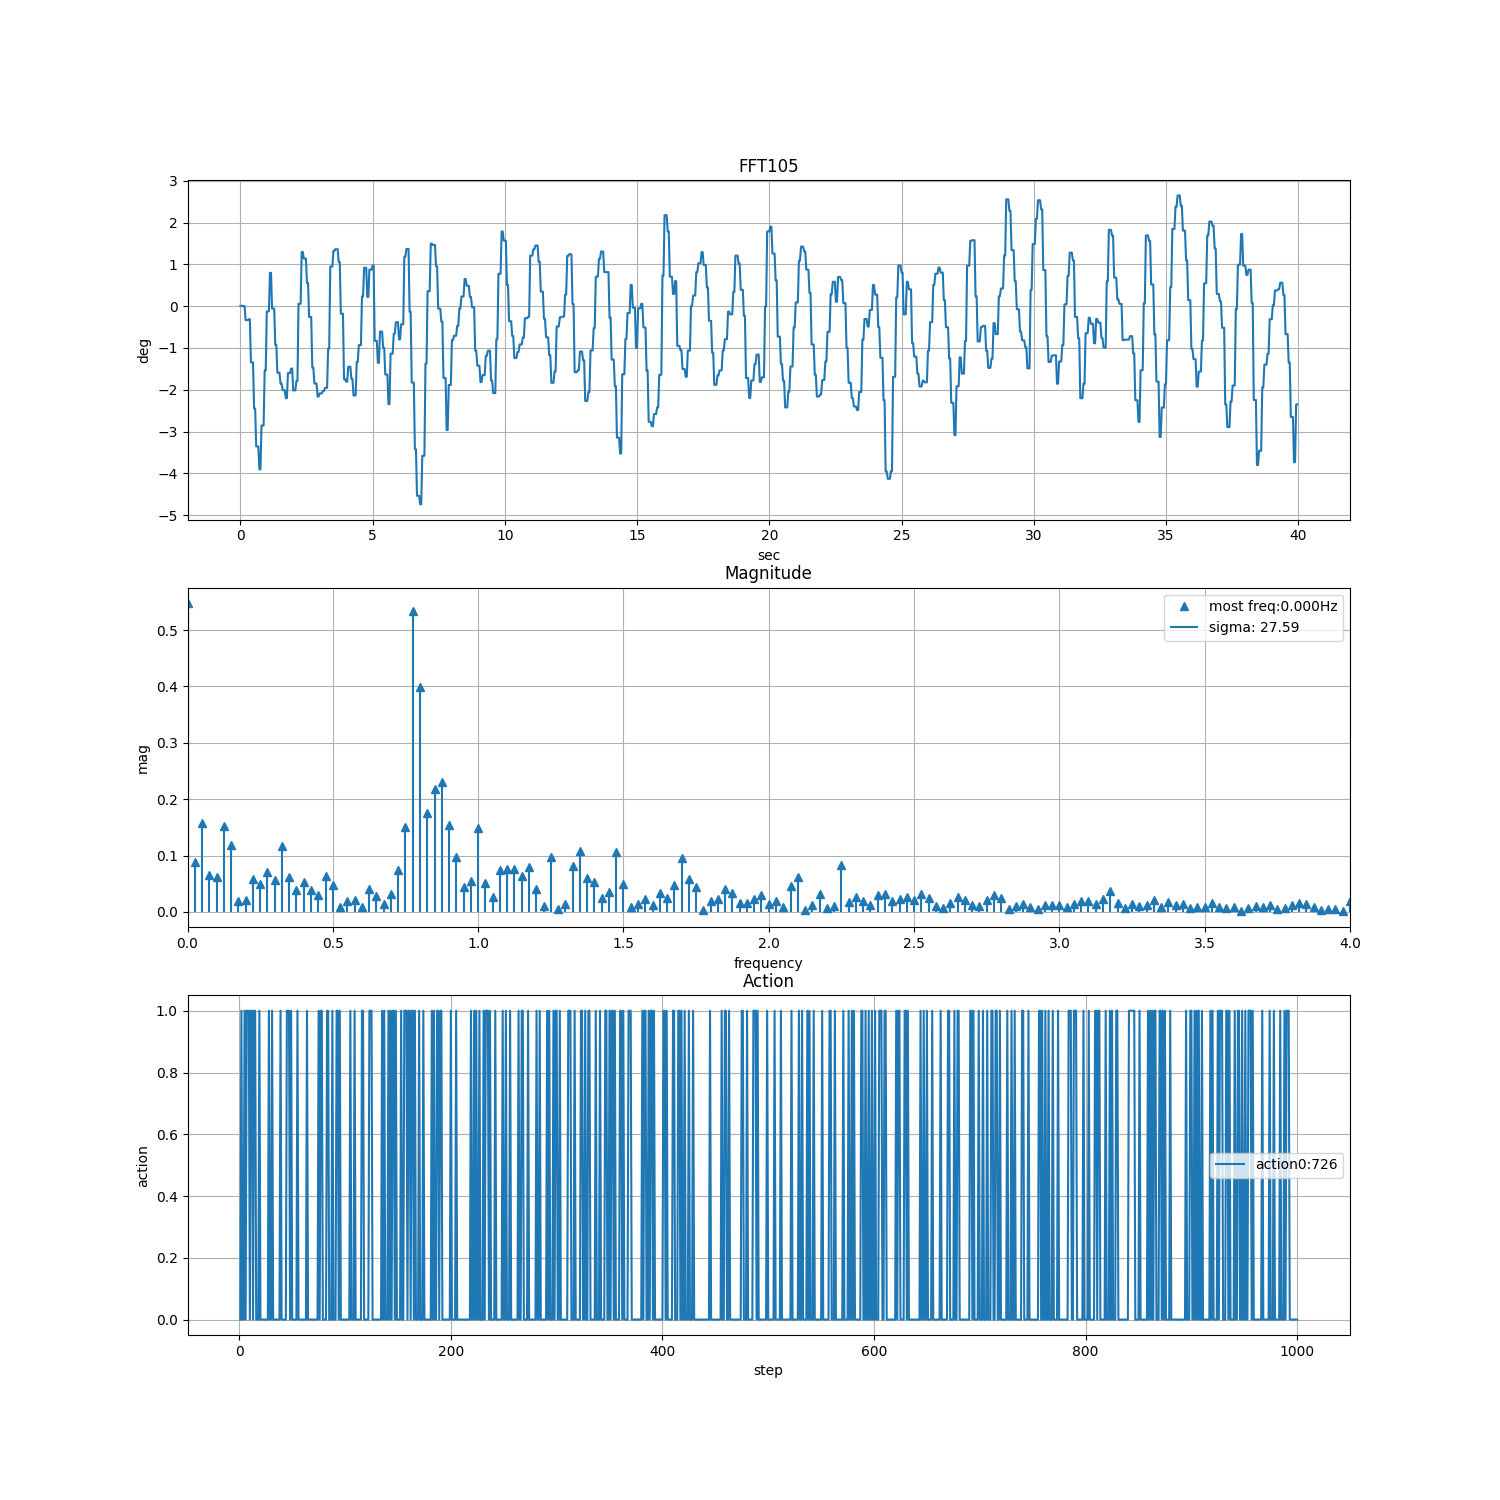 FFT105
3
2
1
0
−1
−2
−3
−4
−5
deg
0 5 10 15 20 25 30 35 40
sec
Magnitude
most freq:0.000Hz
sigma: 27.59
0.5
0.4
0.3
0.2
0.1
0.0
mag
0.0 0.5 1.0 1.5 2.0 2.5 3.0 3.5 4.0
frequency
Action
1.0
0.8
0.6
0.4
0.2
0.0
action
action0:726
0 200 400 600 800 1000
step